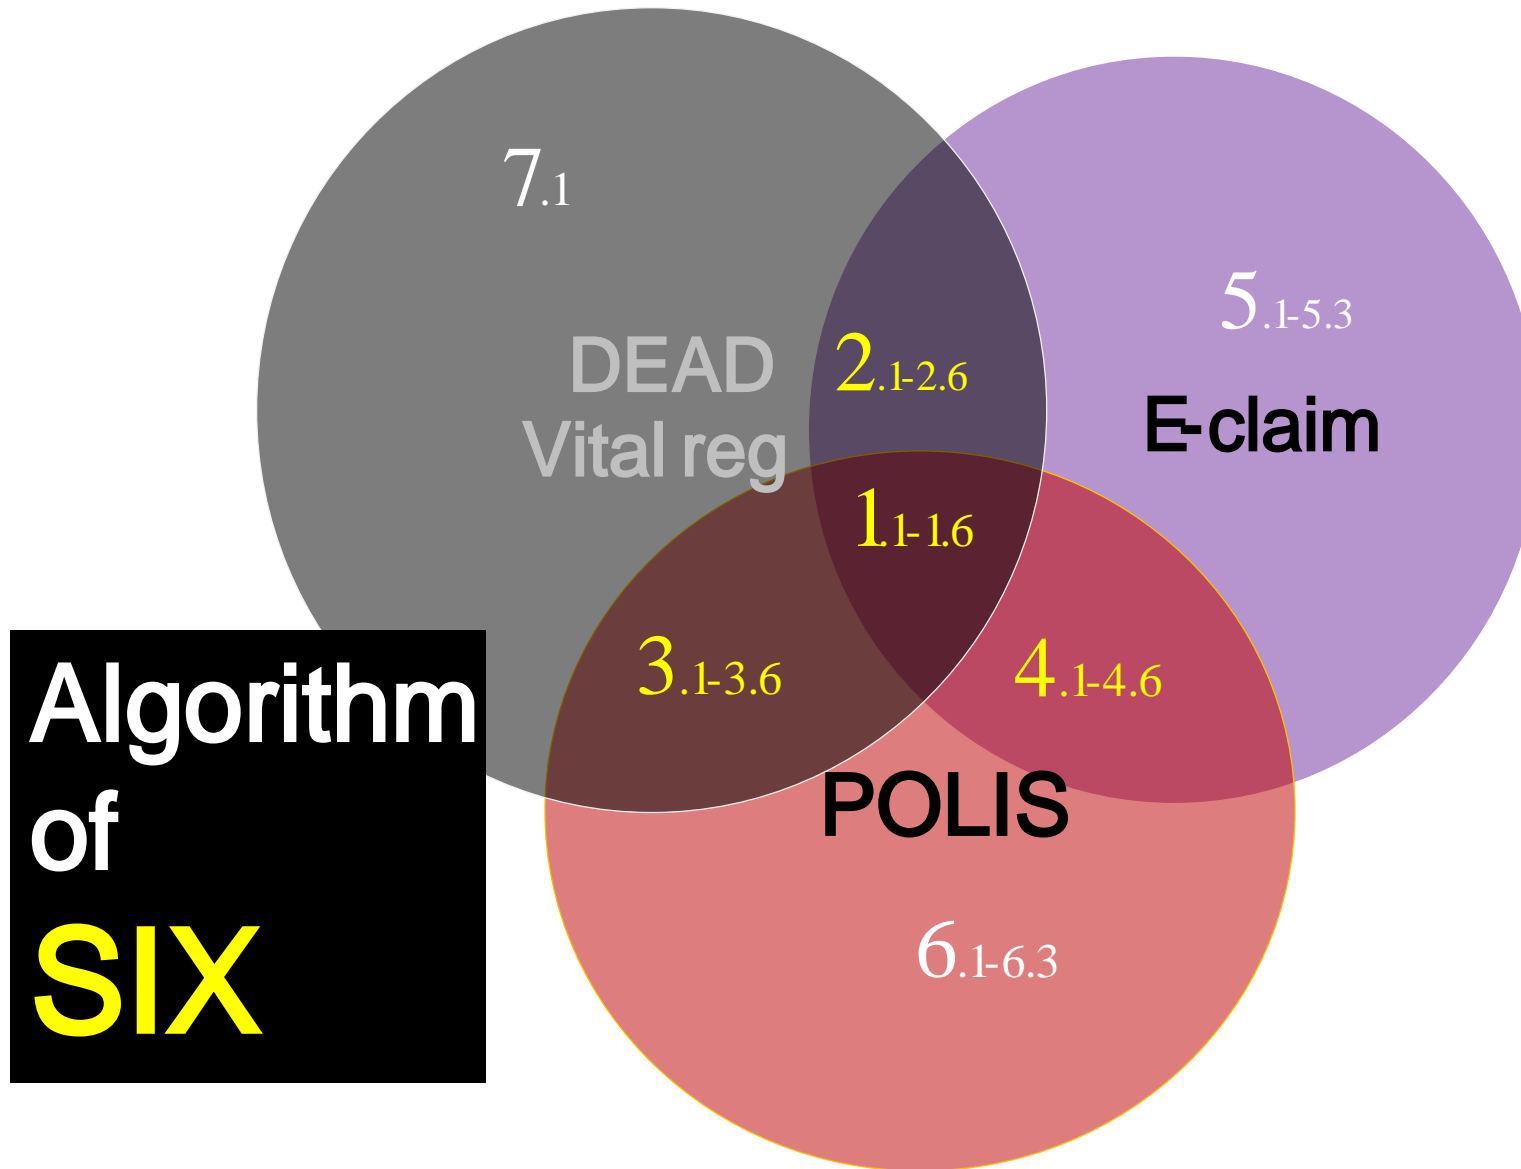 7.1
5.1-5.3
DEAD
Vital reg
2.1-2.6
E-claim
1.1-1.6
3.1-3.6
4.1-4.6
POLIS
6.1-6.3
Algorithm
of
SIX